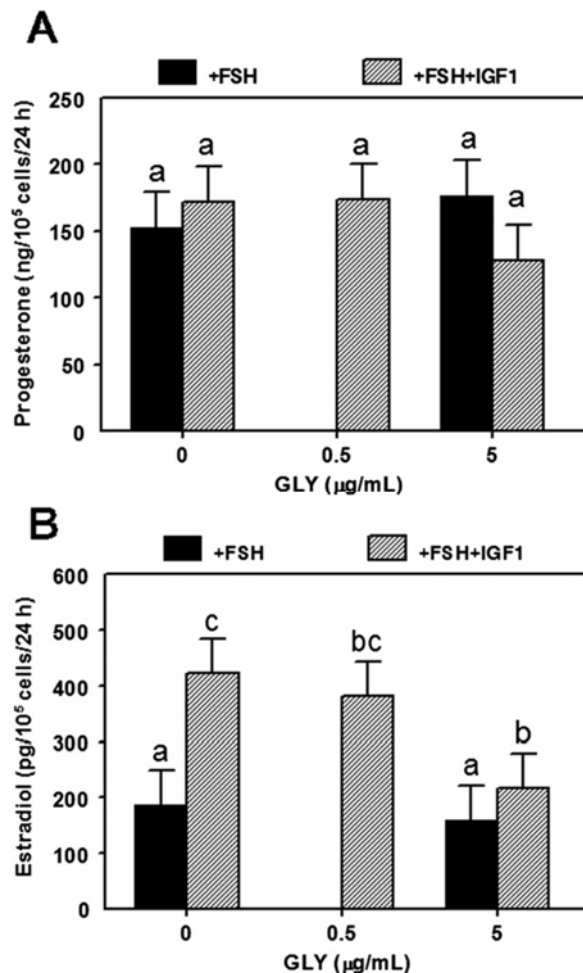 A
+FSH +FSH+IGF1
250
200
150
100
50
0
Progesterone (ng/10⁵ cells/24 h)
a a a a a
0 0.5 5
GLY (µg/mL)
B
+FSH +FSH+IGF1
600
500
400
300
200
100
0
Estradiol (pg/10⁵ cells/24 h)
a c bc a b
0 0.5 5
GLY (µg/mL)